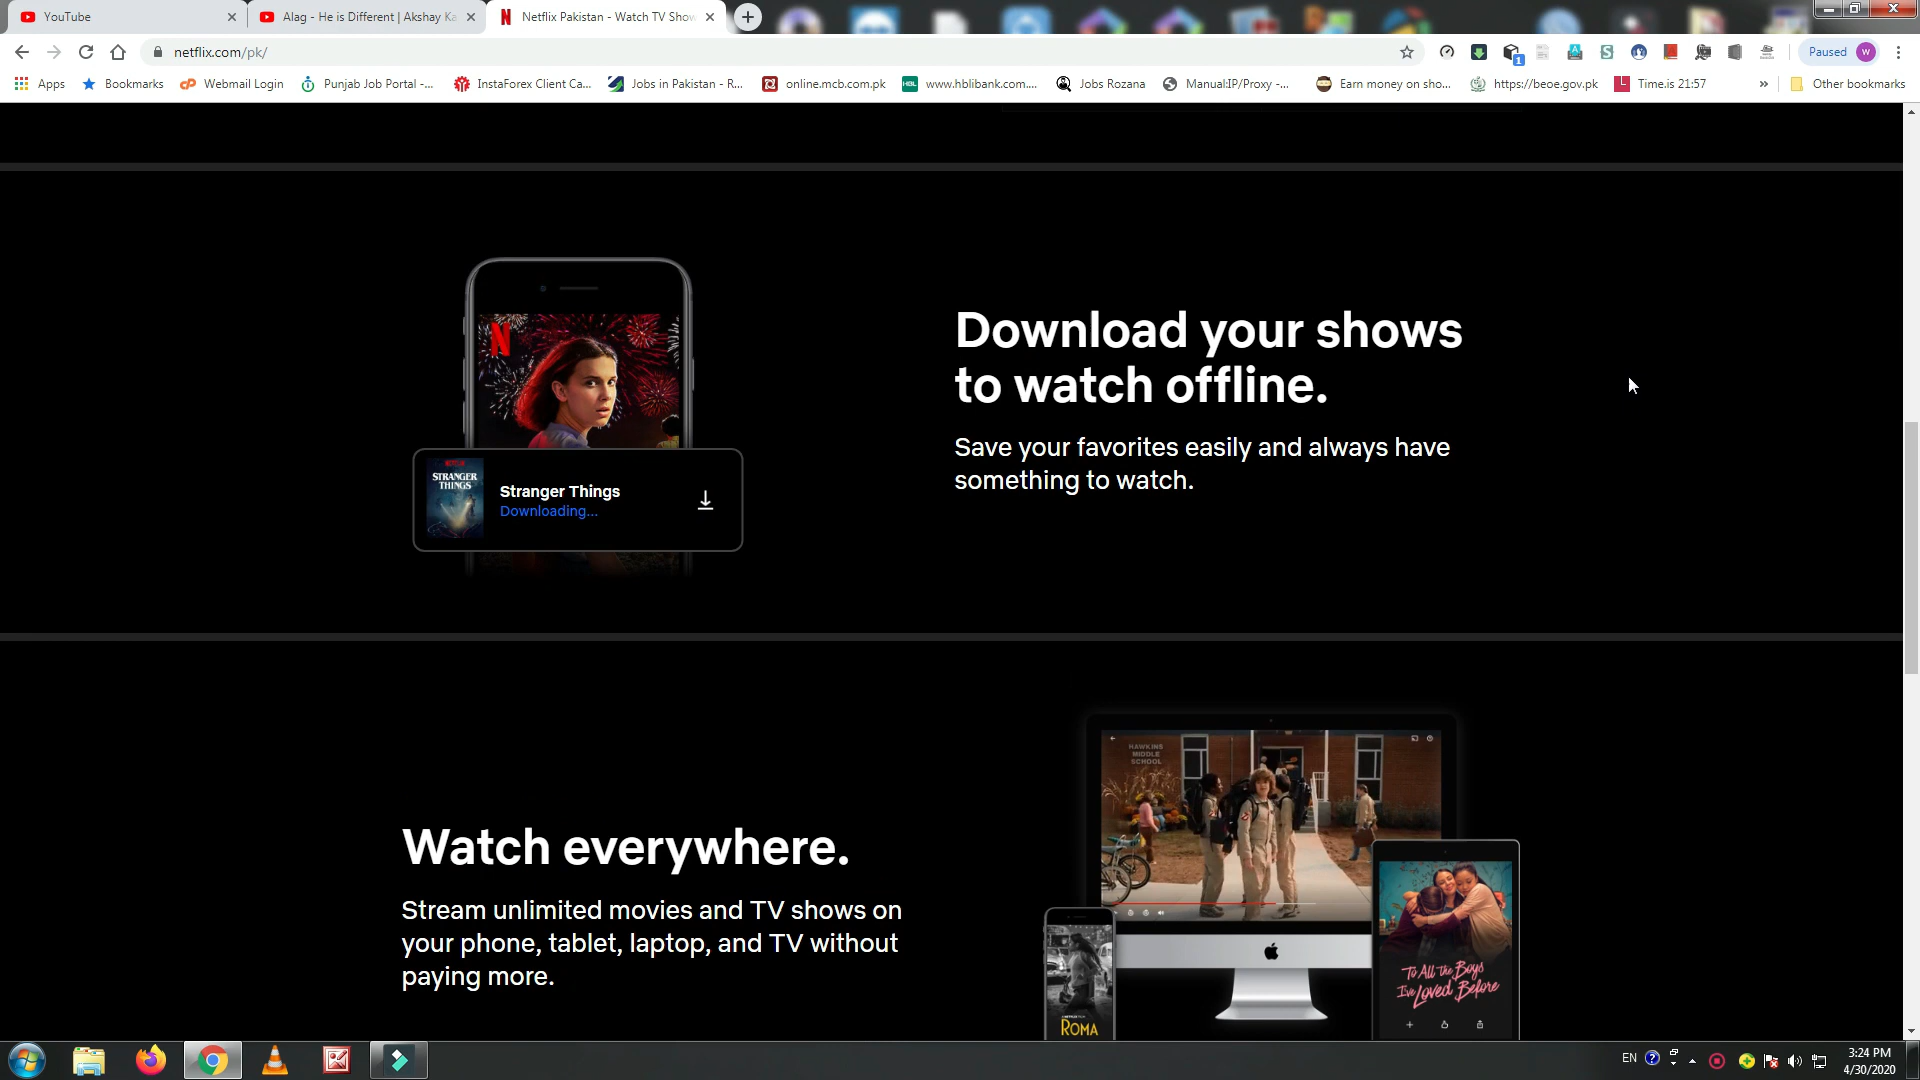 YouTube
Alag - He is Different | Akshay Ka
Netflix Pakistan - Watch TV Show
netflix.com/pk/
Paused
W
Apps
Bookmarks
Webmail Login
Punjab Job Portal -...
InstaForex Client Ca...
Jobs in Pakistan - R...
online.mcb.com.pk
HBL
www.hblibank.com....
Jobs Rozana
Manual:IP/Proxy -...
Earn money on sho...
https://beoe.gov.pk
Time.is 21:57
Other bookmarks
Download your shows
to watch offline.
Save your favorites easily and always have
something to watch.
STRANGER
THINGS
Stranger Things
Downloading...
Watch everywhere.
Stream unlimited movies and TV shows on
your phone, tablet, laptop, and TV without
paying more.
HAWKINS
MIDDLE
SCHOOL
To All the Boys
I've Loved Before
ROMA
EN
3:24 PM
4/30/2020